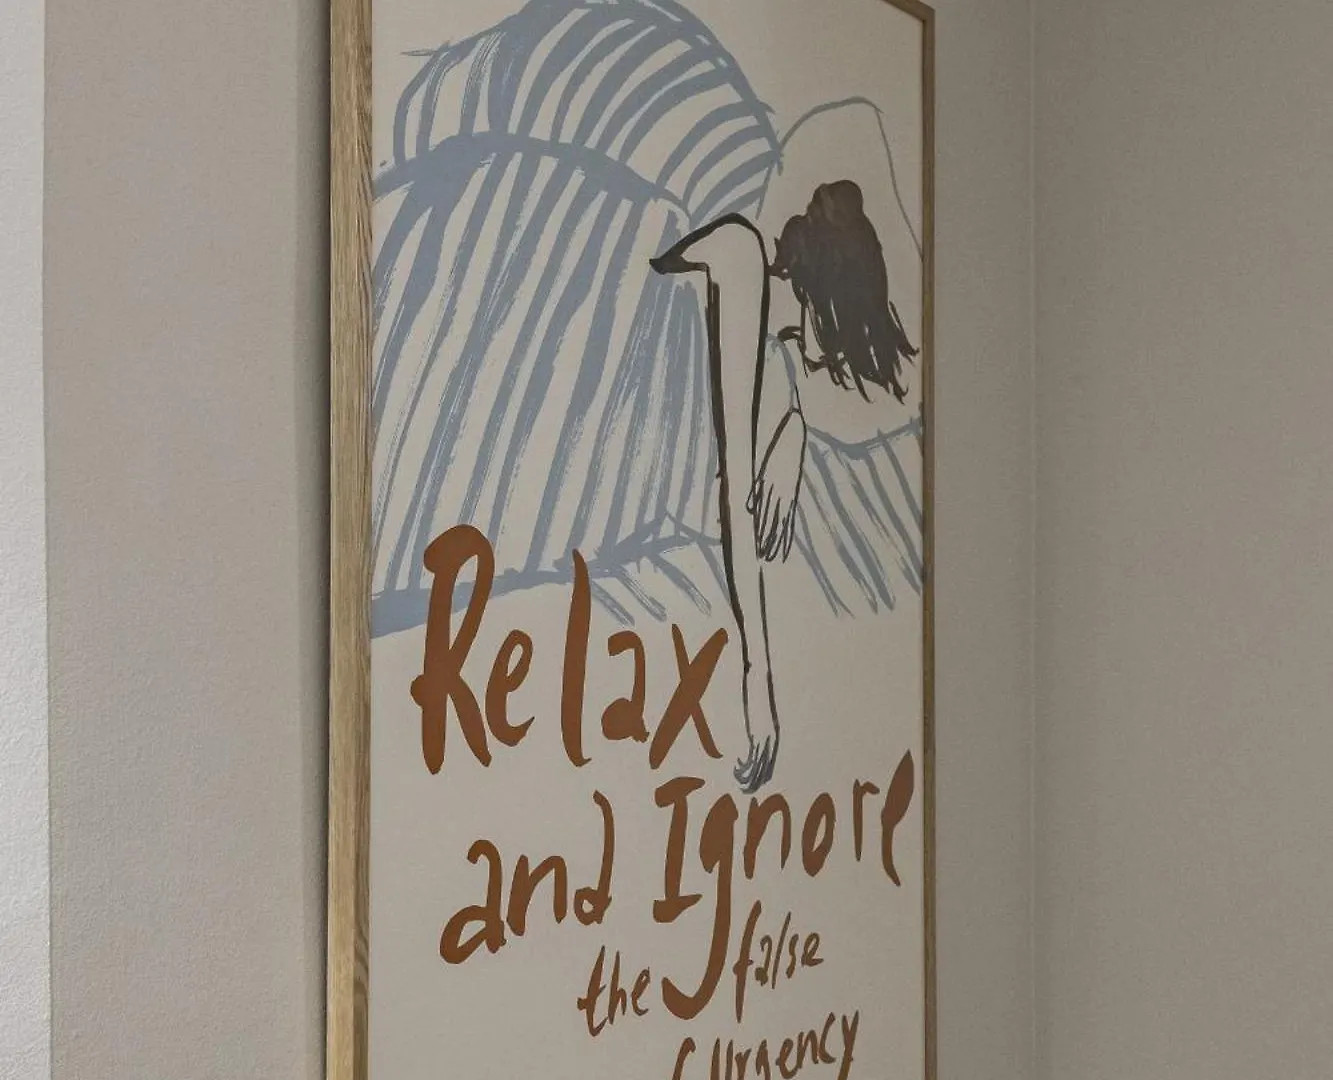 Relax
and Ignore
the false
urgency